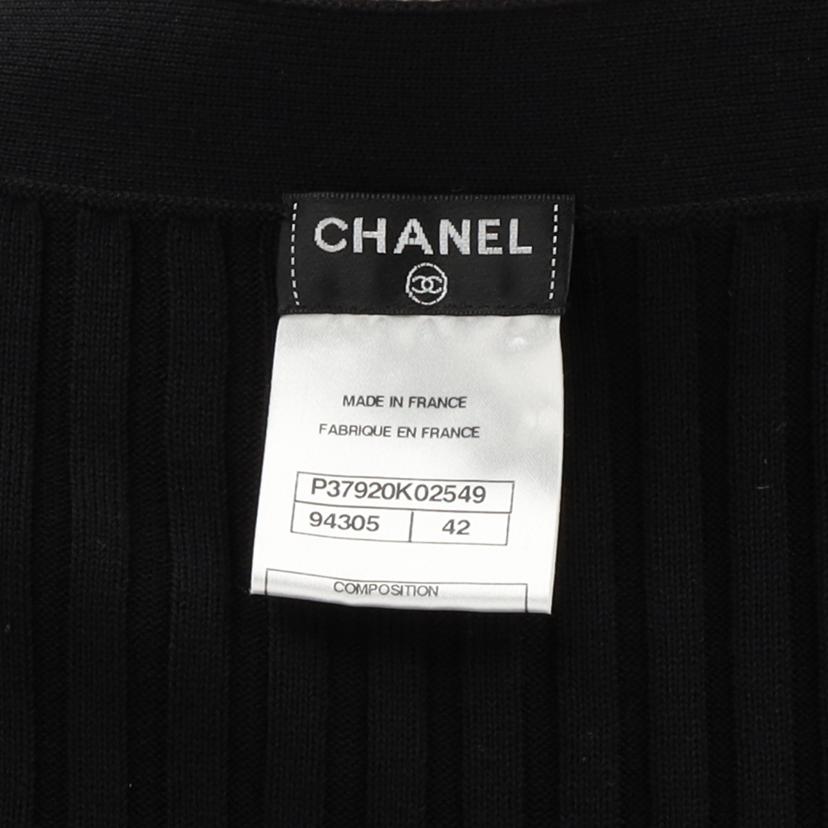 CHANEL
MADE IN FRANCE
FABRIQUE EN FRANCE
P37920K02549
94305 42
COMPOSITION